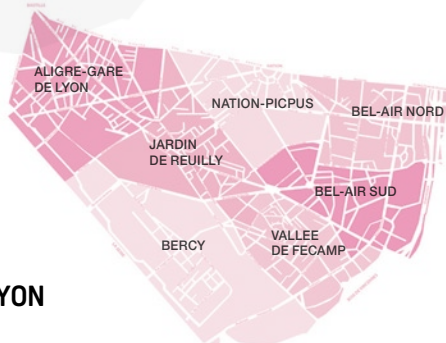 ALIGRE-GARE
DE LYON
NATION-PICPUS
BEL-AIR NORD
JARDIN
DE REUILLY
BEL-AIR SUD
BERCY
VALLEE
DE FECAMP
YON